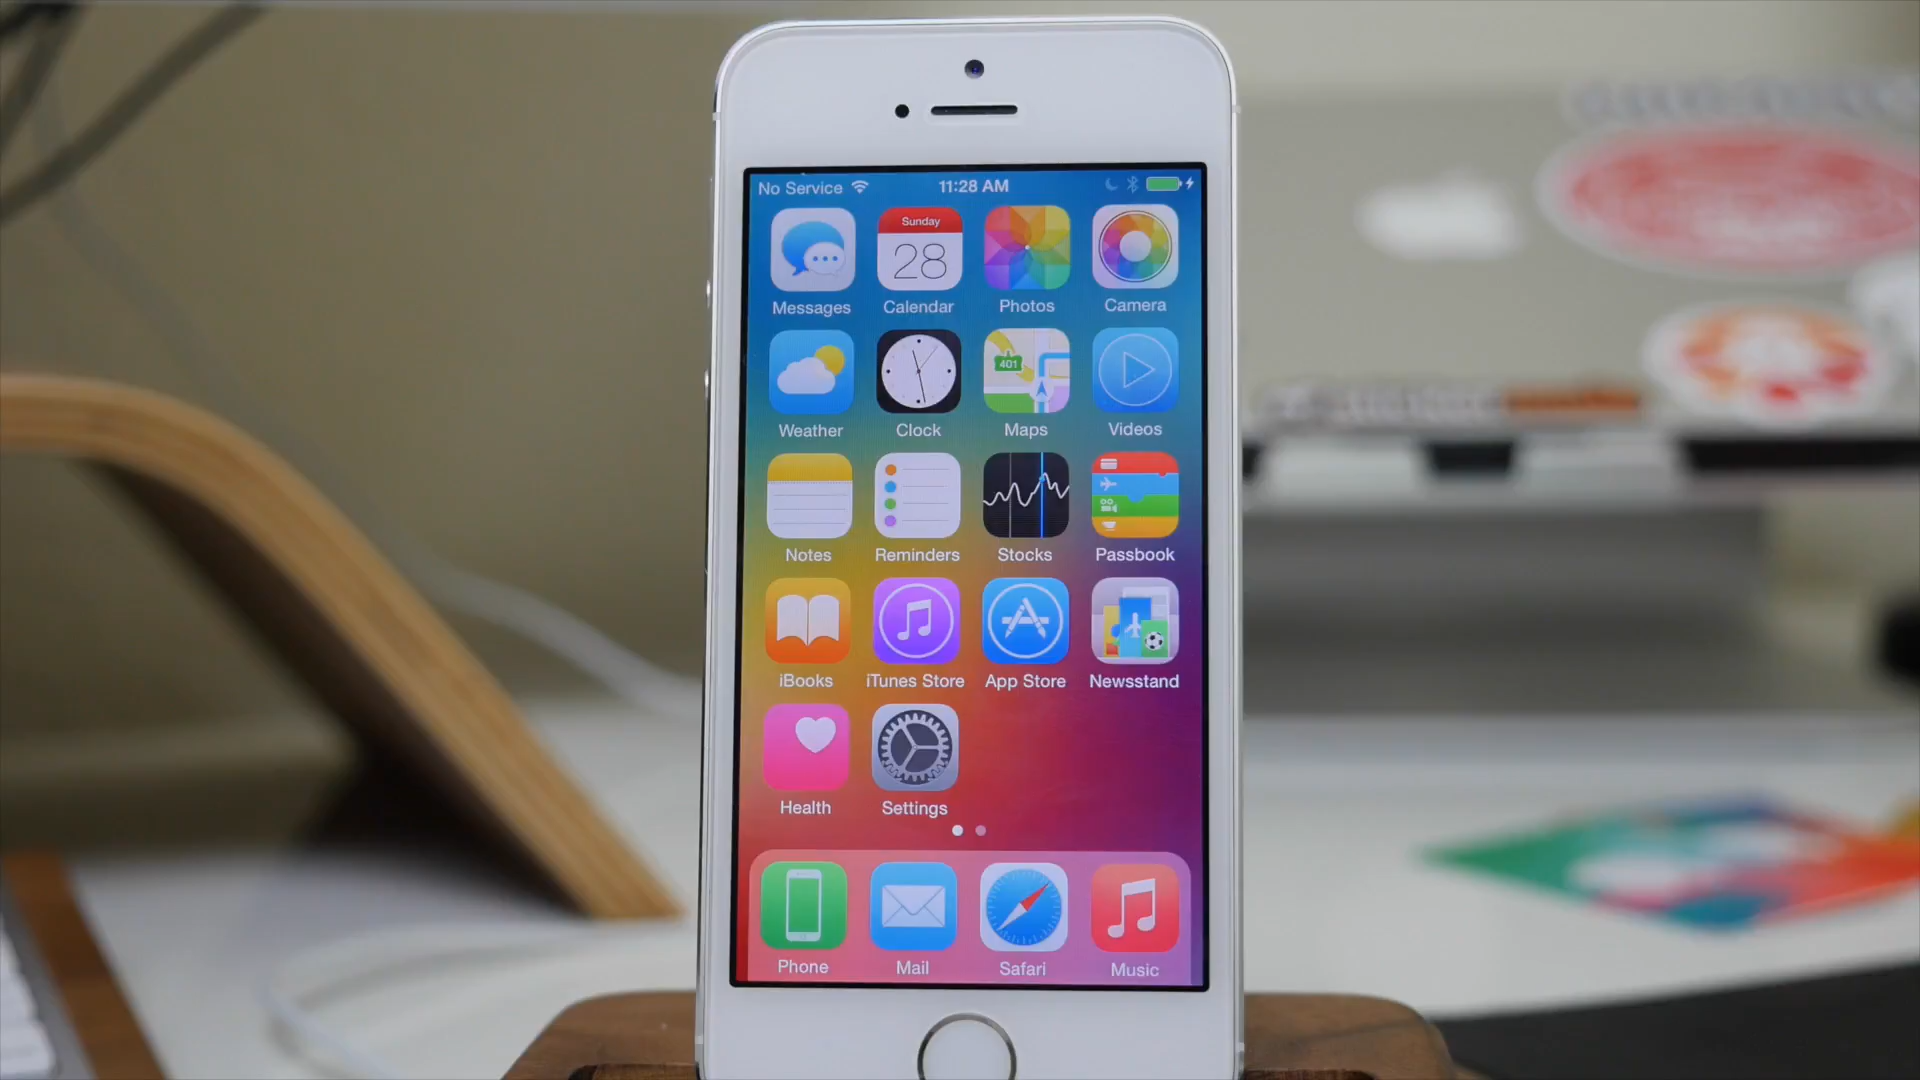 No Service 11:28 AM
Sunday
28
Messages Calendar Photos Camera
401
Weather Clock Maps Videos
Notes Reminders Stocks Passbook
iBooks iTunes Store App Store Newsstand
Health Settings
Phone Mail Safari Music